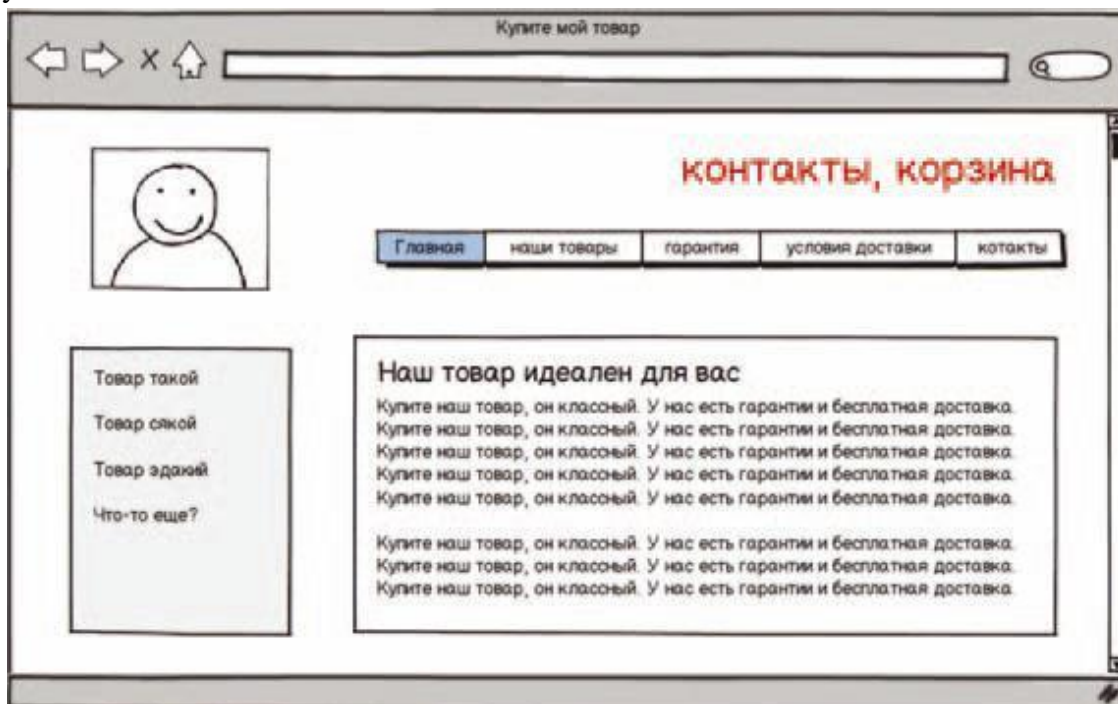 Купите мой товар
контакты, корзина
Главная наши товары гарантия условия доставки котакты
Товар такой
Товар сякой
Товар эдакий
Что-то еще?
Наш товар идеален для вас
Купите наш товар, он классный. У нас есть гарантии и бесплатная доставка.
Купите наш товар, он классный. У нас есть гарантии и бесплатная доставка.
Купите наш товар, он классный. У нас есть гарантии и бесплатная доставка.
Купите наш товар, он классный. У нас есть гарантии и бесплатная доставка.
Купите наш товар, он классный. У нас есть гарантии и бесплатная доставка.
Купите наш товар, он классный. У нас есть гарантии и бесплатная доставка.
Купите наш товар, он классный. У нас есть гарантии и бесплатная доставка.
Купите наш товар, он классный. У нас есть гарантии и бесплатная доставка.